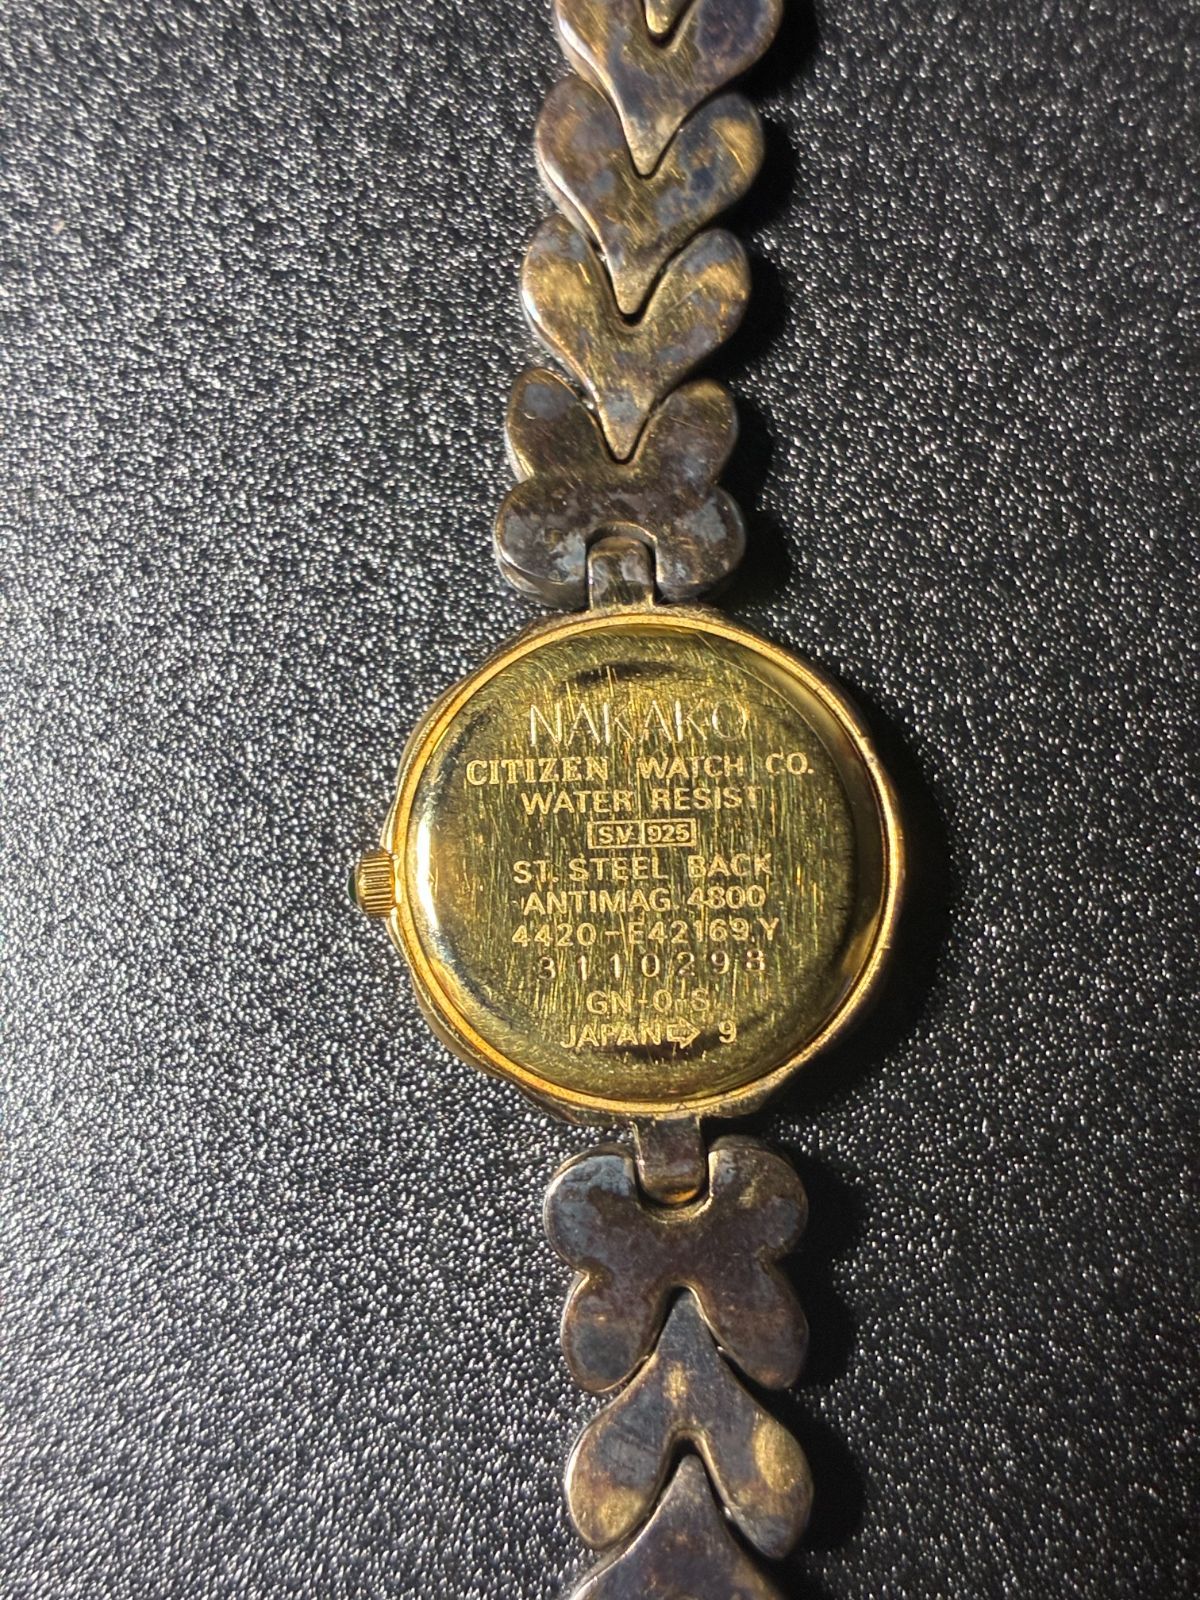 NAKAKO
CITIZEN WATCH CO.
WATER RESIST
SV 925
ST. STEEL BACK
ANTIMAG. 4800
4420-E42169.Y
3110298
GN-0-S
JAPAN 9